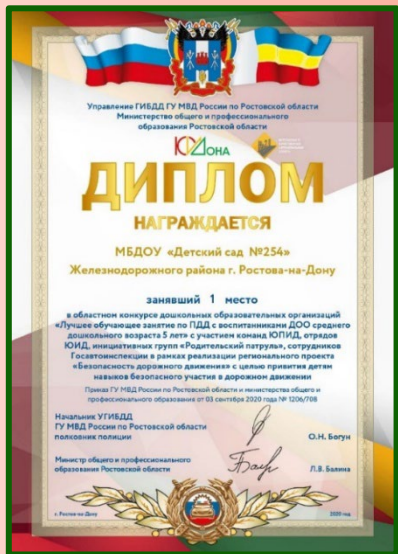 Управления ГИБДД ГУ МВД России по Ростовской области
Министерство общего и профессионального
образования Ростовской области
ЮИДОНА
ДИПЛОМ
НАГРАЖДАЕТСЯ
МБДОУ «Детский сад №254»
Железнодорожного района г. Ростова-на-Дону
занявший 1 место
в областном конкурсе дошкольных образовательных организаций
«Лучшее обучающее занятие по ПДД с воспитанниками ДОО среднего
дошкольного возраста 5 лет» с участием команд ЮПИД, отрядов
ЮИД, инициативных групп «Родительский патруль», сотрудников
Госавтоинспекции в рамках реализации регионального проекта
«Безопасность дорожного движения» с целью привития детям
навыков безопасного участия в дорожном движении
Приказ ГУ МВД России по Ростовской области и министерства общего и
профессионального образования от 03 сентября 2020 года № 1206/708
Начальник УГИБДД
ГУ МВД России по Ростовской области
полковник полиции
О.Н. Богун
Министр общего и профессионального
образования Ростовской области
Л.В. Балина
г. Ростов-на-Дону
2020 год